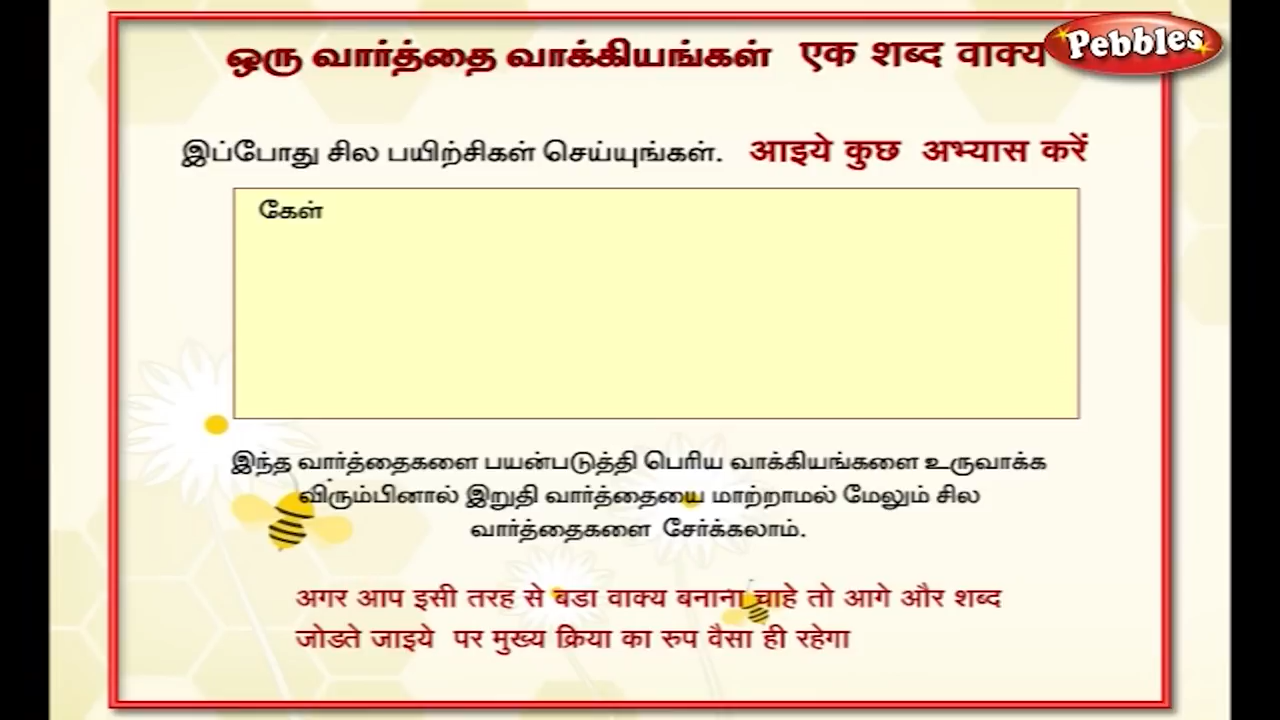 ஒரு வார்த்தை வாக்கியங்கள் एक शब्द वाक्य
Pebbles
இப்போது சில பயிற்சிகள் செய்யுங்கள். आइये कुछ अभ्यास करें
கேள்
இந்த வார்த்தைகளை பயன்படுத்தி பெரிய வாக்கியங்களை உருவாக்க
விரும்பினால் இறுதி வார்த்தையை மாற்றாமல் மேலும் சில
வார்த்தைகளை சேர்க்கலாம்.
अगर आप इसी तरह से बडा वाक्य बनाना चाहे तो आगे और शब्द
जोडते जाइये पर मुख्य क्रिया का रुप वैसा ही रहेगा